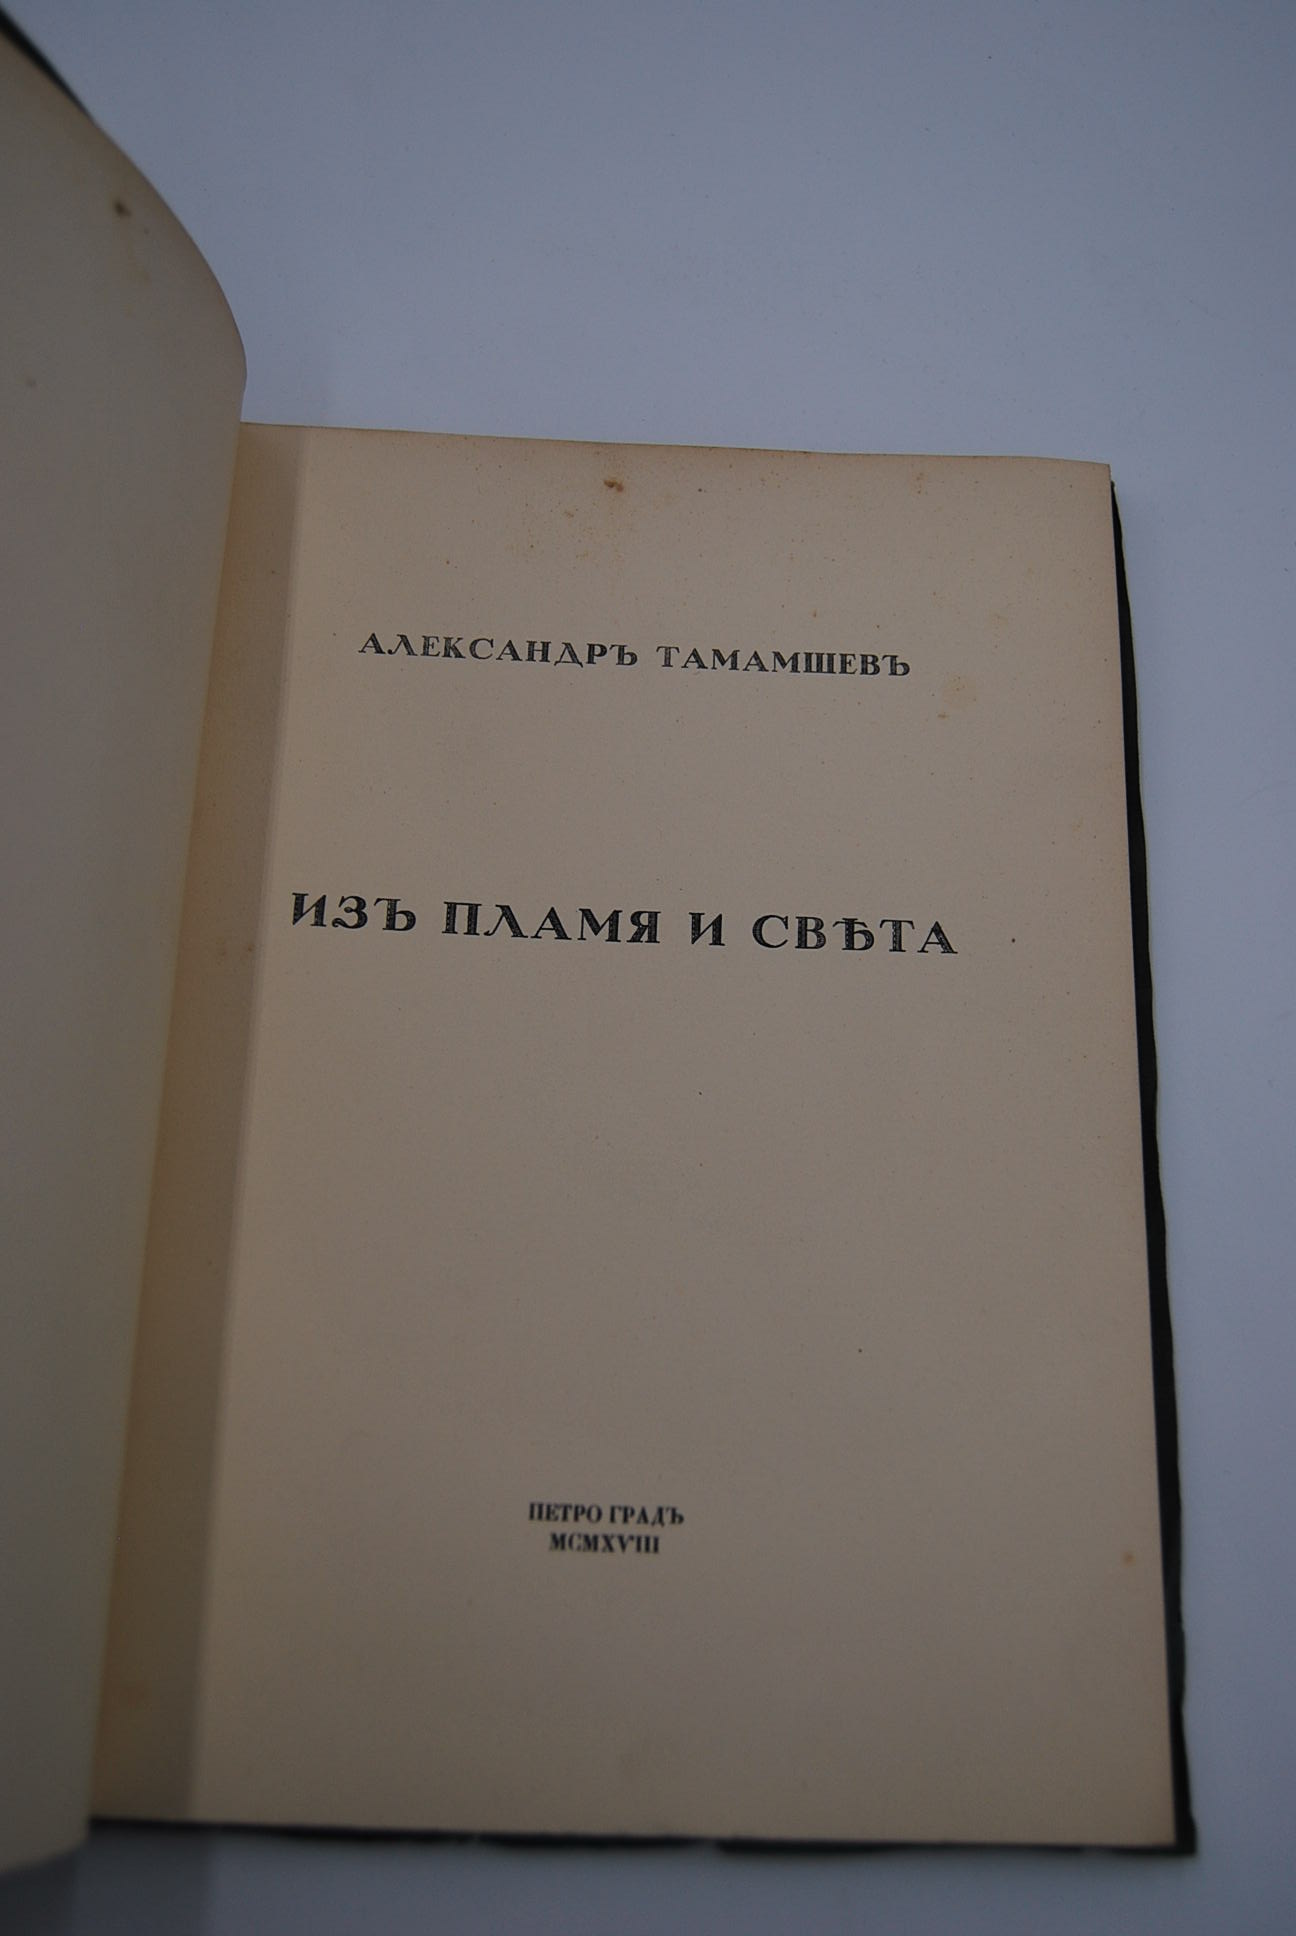 АЛЕКСАНДРЪ ТАМАМШЕВЪ
ИЗЪ ПЛАМЯ И СВѢТА
ПЕТРО ГРАДЪ
MCMXVIII